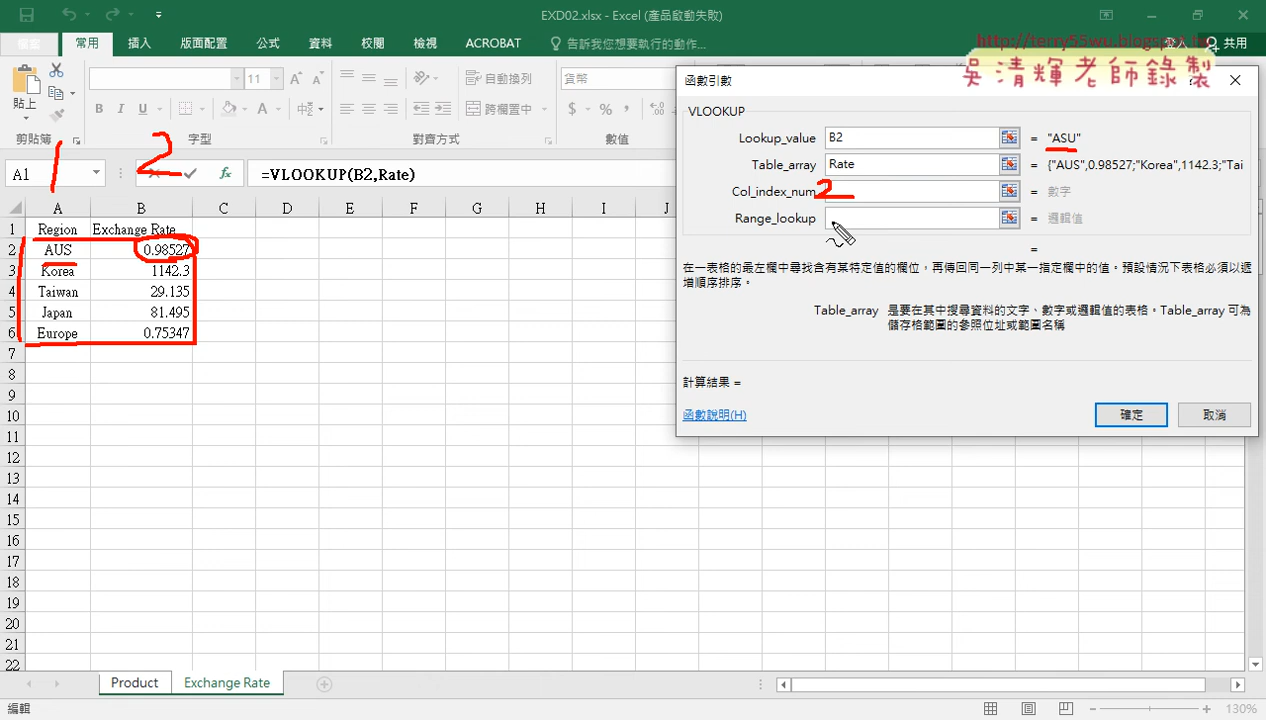 EXD02.xlsx - Excel (產品啟動失敗)
檔案 常用 插入 版面配置 公式 資料 校閱 檢視 ACROBAT 告訴我您想要執行的動作... 登入 共用
http://terry55wu.blogspot.tw
吳清輝老師錄製
貼上 11 A A 自動換列 貨幣
B I U A 中 跨欄置中 $ % ,
剪貼簿 字型 對齊方式 數值
1 2
A1 fx =VLOOKUP(B2,Rate)
A B C D E F G H I J
1 Region Exchange Rate
2 AUS 0.98527
3 Korea 1142.3
4 Taiwan 29.135
5 Japan 81.495
6 Europe 0.75347
7
8
9
10
11
12
13
14
15
16
17
18
19
20
21
22
函數引數
VLOOKUP
Lookup_value B2 = "ASU"
Table_array Rate = {"AUS",0.98527;"Korea",1142.3;"Tai
Col_index_num 2 = 數字
Range_lookup = 邏輯值
=
在一表格的最左欄中尋找含有某特定值的欄位，再傳回同一列中某一指定欄中的值。預設情況下表格必須以遞
增順序排序。
Table_array 是要在其中搜尋資料的文字、數字或邏輯值的表格。Table_array 可為
儲存格範圍的參照位址或範圍名稱
計算結果 =
函數說明(H) 確定 取消
Product Exchange Rate
編輯 130%